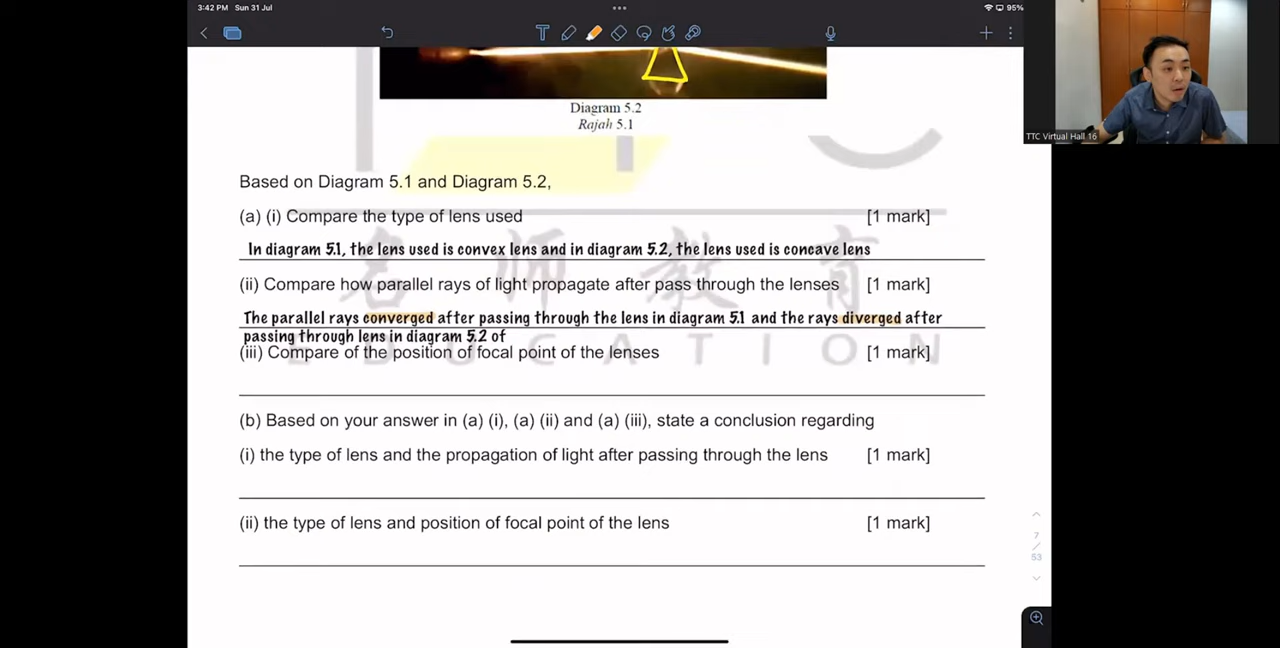 3:42 PM Sun 31 Jul
95%
TTC Virtual Hall 16
Diagram 5.2
Rajah 5.1
Based on Diagram 5.1 and Diagram 5.2,
(a) (i) Compare the type of lens used [1 mark]
In diagram 5.1, the lens used is convex lens and in diagram 5.2, the lens used is concave lens
名師教育
(ii) Compare how parallel rays of light propagate after pass through the lenses [1 mark]
The parallel rays converged after passing through the lens in diagram 5.1 and the rays diverged after
passing through lens in diagram 5.2 of
EDUCATION
(iii) Compare of the position of focal point of the lenses [1 mark]
(b) Based on your answer in (a) (i), (a) (ii) and (a) (iii), state a conclusion regarding
(i) the type of lens and the propagation of light after passing through the lens [1 mark]
(ii) the type of lens and position of focal point of the lens [1 mark]
7
/
53